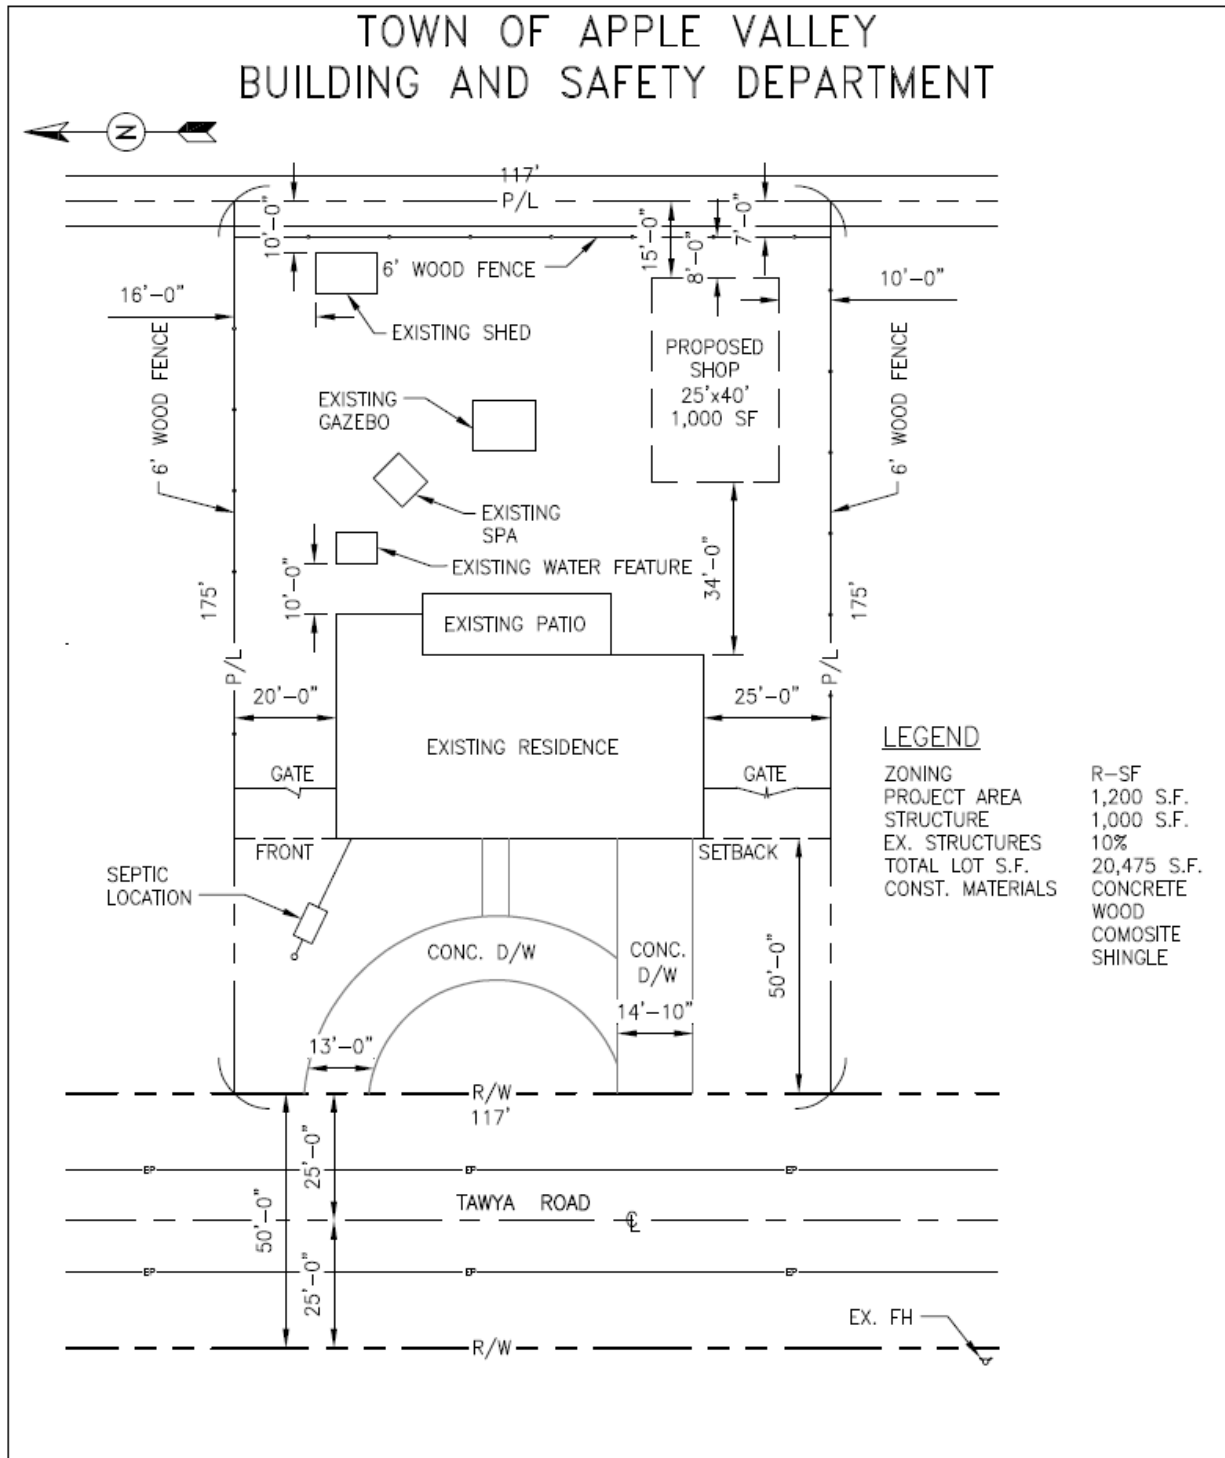 TOWN OF APPLE VALLEY
BUILDING AND SAFETY DEPARTMENT
N
117'
P/L
10'-0"
15'-0"
8'-0"
7'-0"
6' WOOD FENCE
16'-0"
10'-0"
EXISTING SHED
6' WOOD FENCE
6' WOOD FENCE
PROPOSED
SHOP
25'x40'
1,000 SF
EXISTING
GAZEBO
EXISTING
SPA
EXISTING WATER FEATURE
10'-0"
34'-0"
175'
175'
EXISTING PATIO
P/L
P/L
20'-0"
25'-0"
EXISTING RESIDENCE
GATE
GATE
FRONT
SETBACK
LEGEND
ZONING R-SF
PROJECT AREA 1,200 S.F.
STRUCTURE 1,000 S.F.
EX. STRUCTURES 10%
TOTAL LOT S.F. 20,475 S.F.
CONST. MATERIALS CONCRETE
WOOD
COMOSITE
SHINGLE
SEPTIC
LOCATION
CONC. D/W
CONC.
D/W
50'-0"
14'-10"
13'-0"
R/W
117'
25'-0"
50'-0"
EP
EP
EP
TAWYA ROAD
CL
25'-0"
EP
EP
EP
EX. FH
R/W